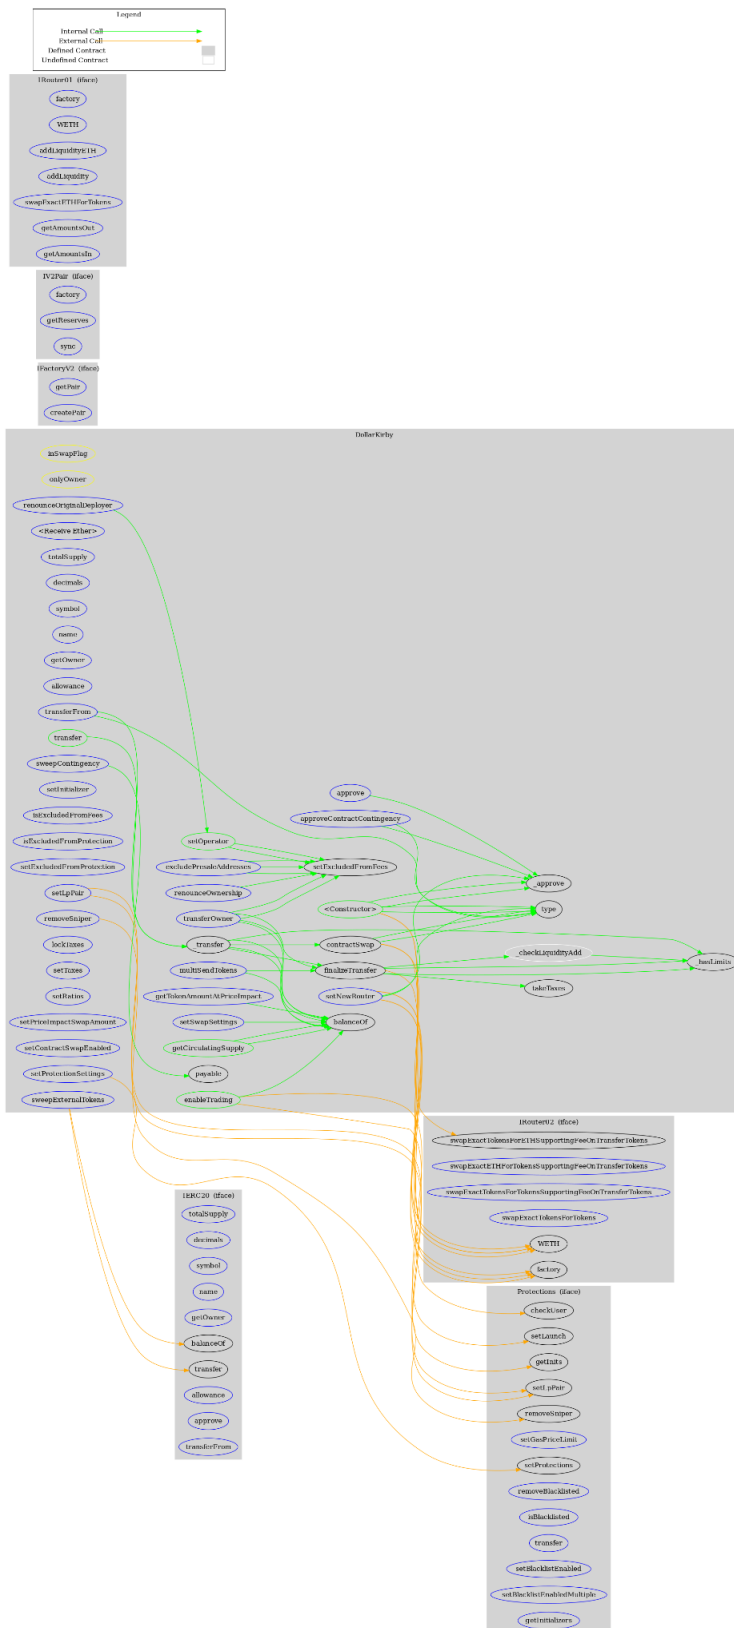 Legend
Internal Call
External Call
Defined Contract
Undefined Contract
IRouter01 (iface)
factory
WETH
addLiquidityETH
addLiquidity
swapExactETHForTokens
getAmountsOut
getAmountsIn
IV2Pair (iface)
factory
getReserves
sync
IFactoryV2 (iface)
getPair
createPair
DollarKirby
inSwapFlag
onlyOwner
renounceOriginalDeployer
<Receive Ether>
totalSupply
decimals
symbol
name
getOwner
allowance
transferFrom
transfer
sweepContingency
setInitializer
isExcludedFromFees
isExcludedFromProtection
setExcludedFromProtection
setLpPair
removeSniper
lockTaxes
setTaxes
setRatios
setPriceImpactSwapAmount
setContractSwapEnabled
setProtectionSettings
sweepExternalTokens
setOperator
excludePresaleAddresses
renounceOwnership
transferOwner
_transfer
multiSendTokens
getTokenAmountAtPriceImpact
setSwapSettings
getCirculatingSupply
payable
enableTrading
approve
approveContractContingency
setExcludedFromFees
<Constructor>
contractSwap
finalizeTransfer
setNewRouter
balanceOf
_approve
type
_checkLiquidityAdd
takeTaxes
_hasLimits
IRouter02 (iface)
swapExactTokensForETHSupportingFeeOnTransferTokens
swapExactETHForTokensSupportingFeeOnTransferTokens
swapExactTokensForTokensSupportingFeeOnTransferTokens
swapExactTokensForTokens
WETH
factory
IERC20 (iface)
totalSupply
decimals
symbol
name
getOwner
balanceOf
transfer
allowance
approve
transferFrom
Protections (iface)
checkUser
setLaunch
getInits
setLpPair
removeSniper
setGasPriceLimit
setProtections
removeBlacklisted
isBlacklisted
transfer
setBlacklistEnabled
setBlacklistEnabledMultiple
getInitializers